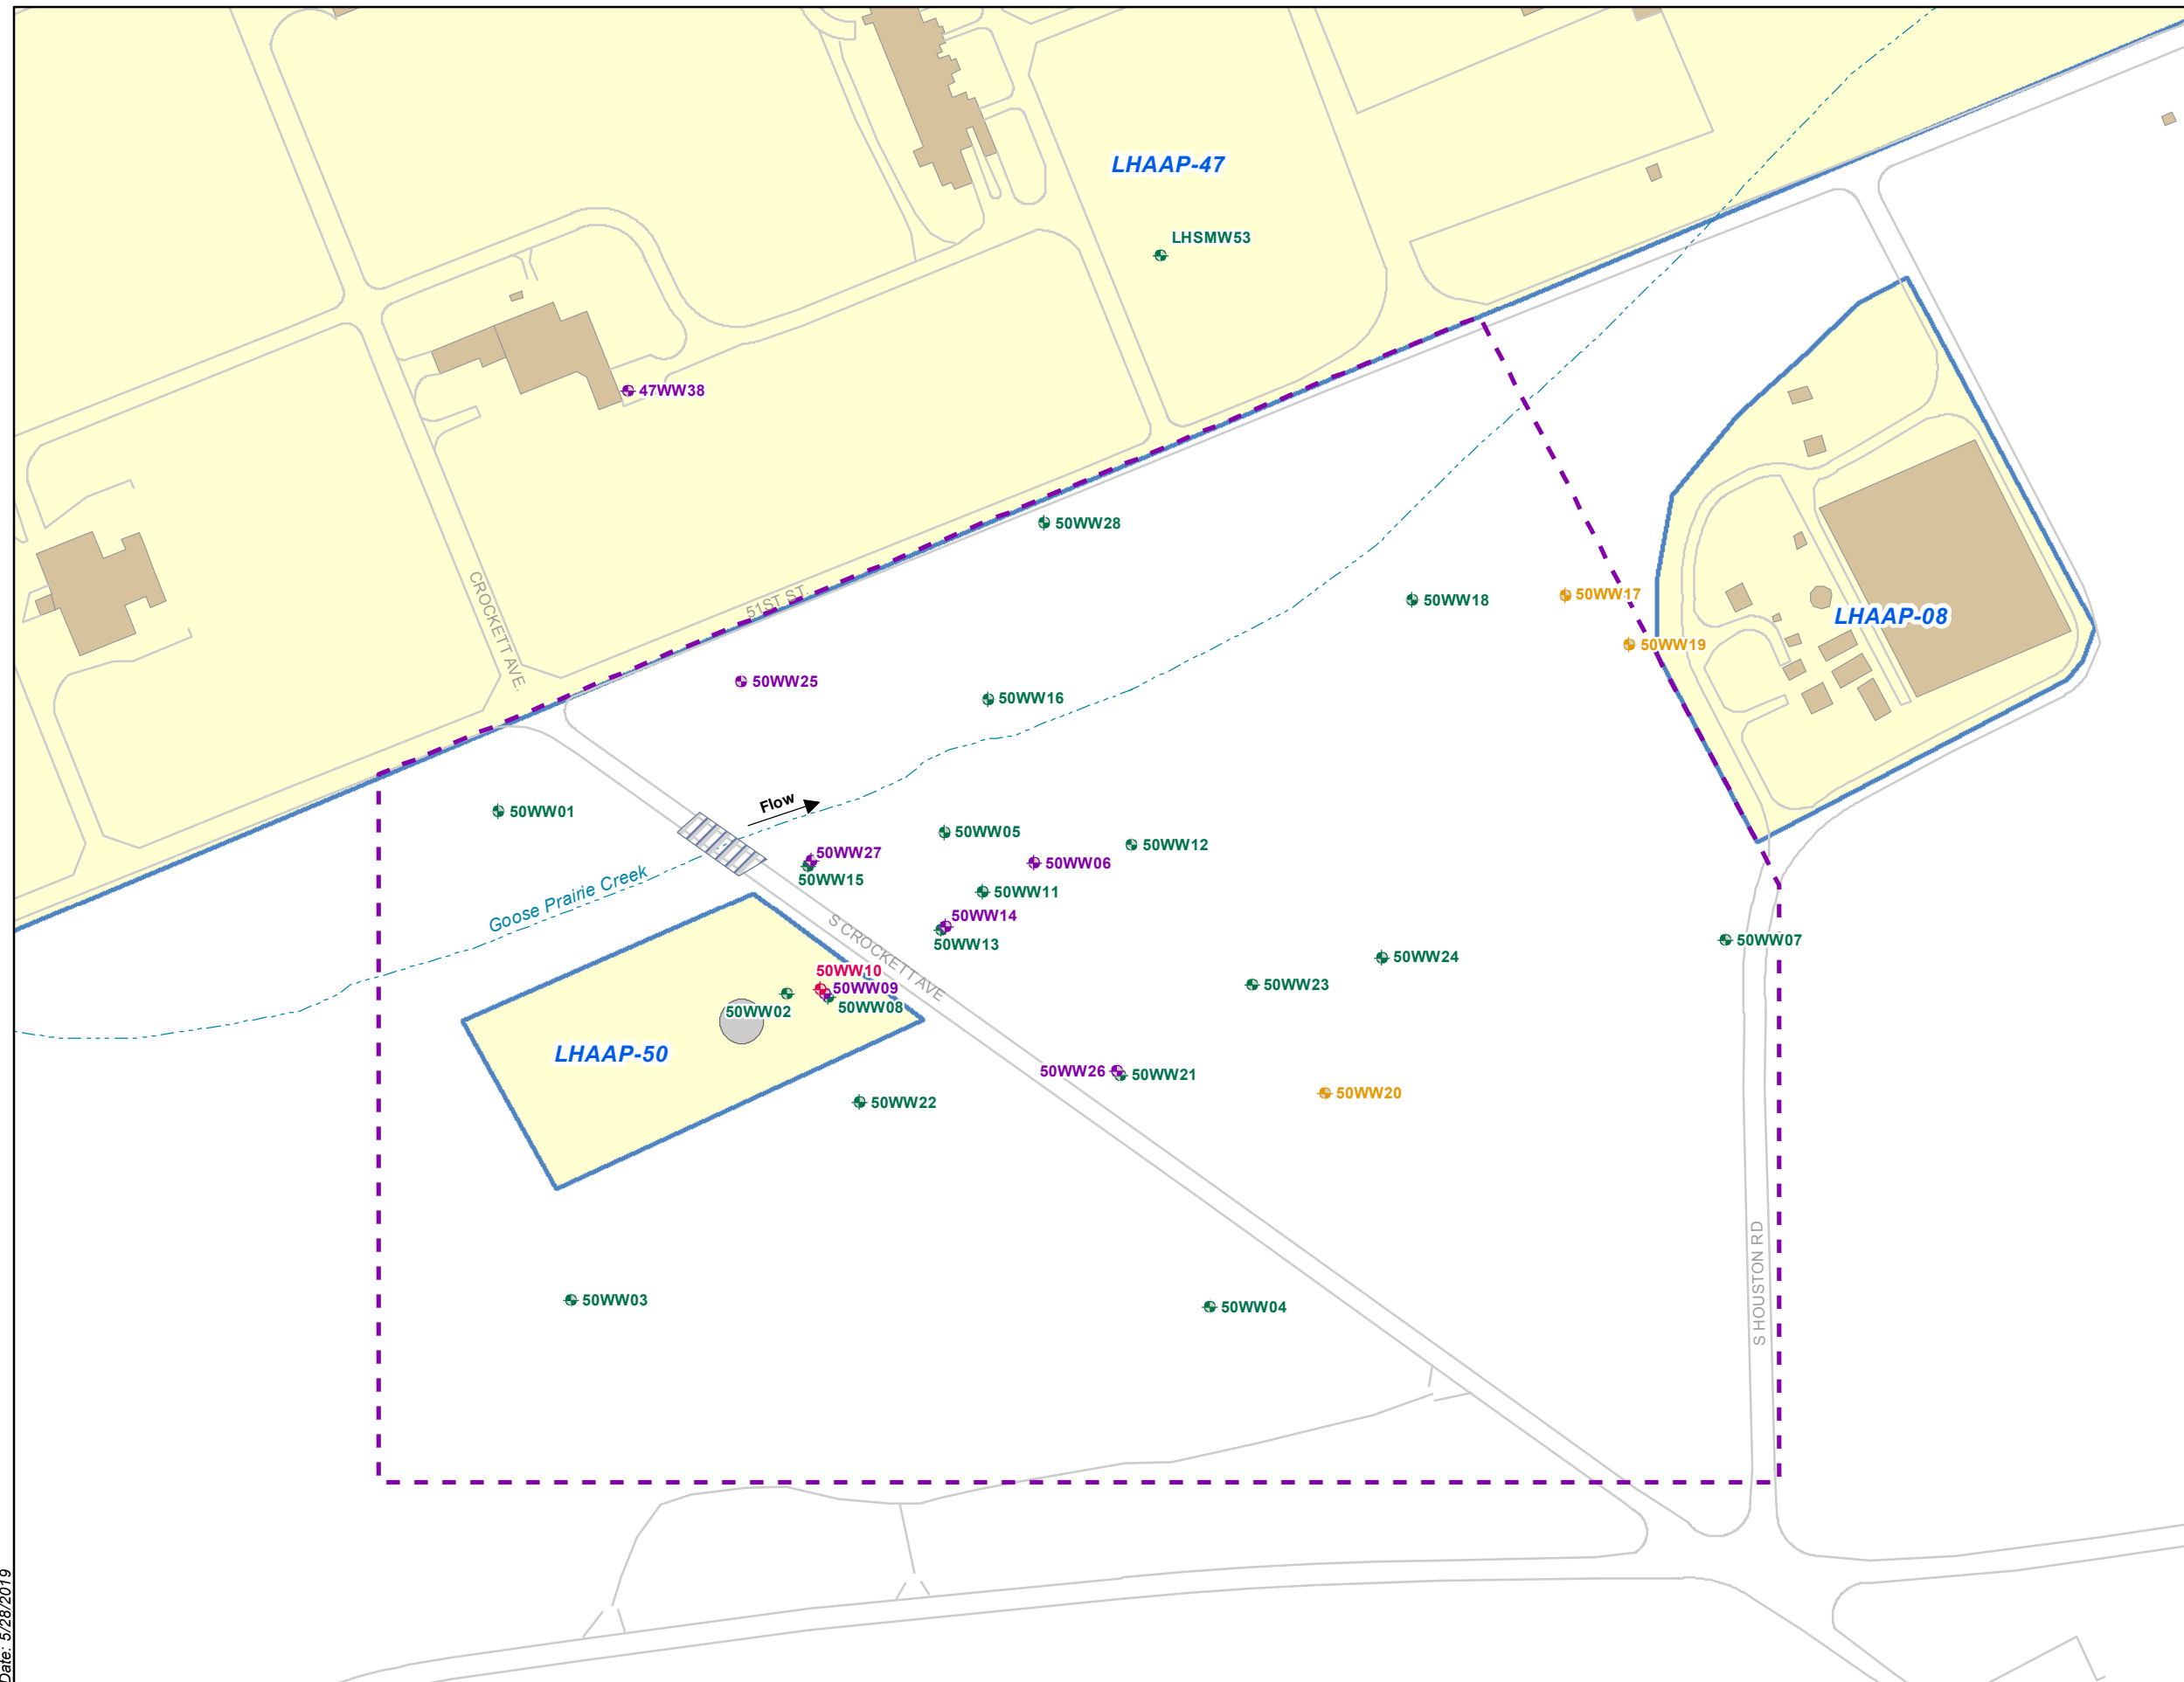 LHAAP-47
LHSMW53
47WW38
50WW28
CROCKETT AVE.
51ST ST.
50WW18
50WW17
LHAAP-08
50WW19
50WW25
50WW16
Flow
50WW01
50WW05
50WW12
50WW27
50WW06
50WW15
Goose Prairie Creek
50WW11
50WW14
S CROCKETT AVE
50WW13
50WW07
50WW24
50WW10
50WW23
50WW09
50WW08
50WW02
LHAAP-50
50WW26
50WW21
50WW20
50WW22
S HOUSTON RD
50WW03
50WW04
Date: 5/28/2019